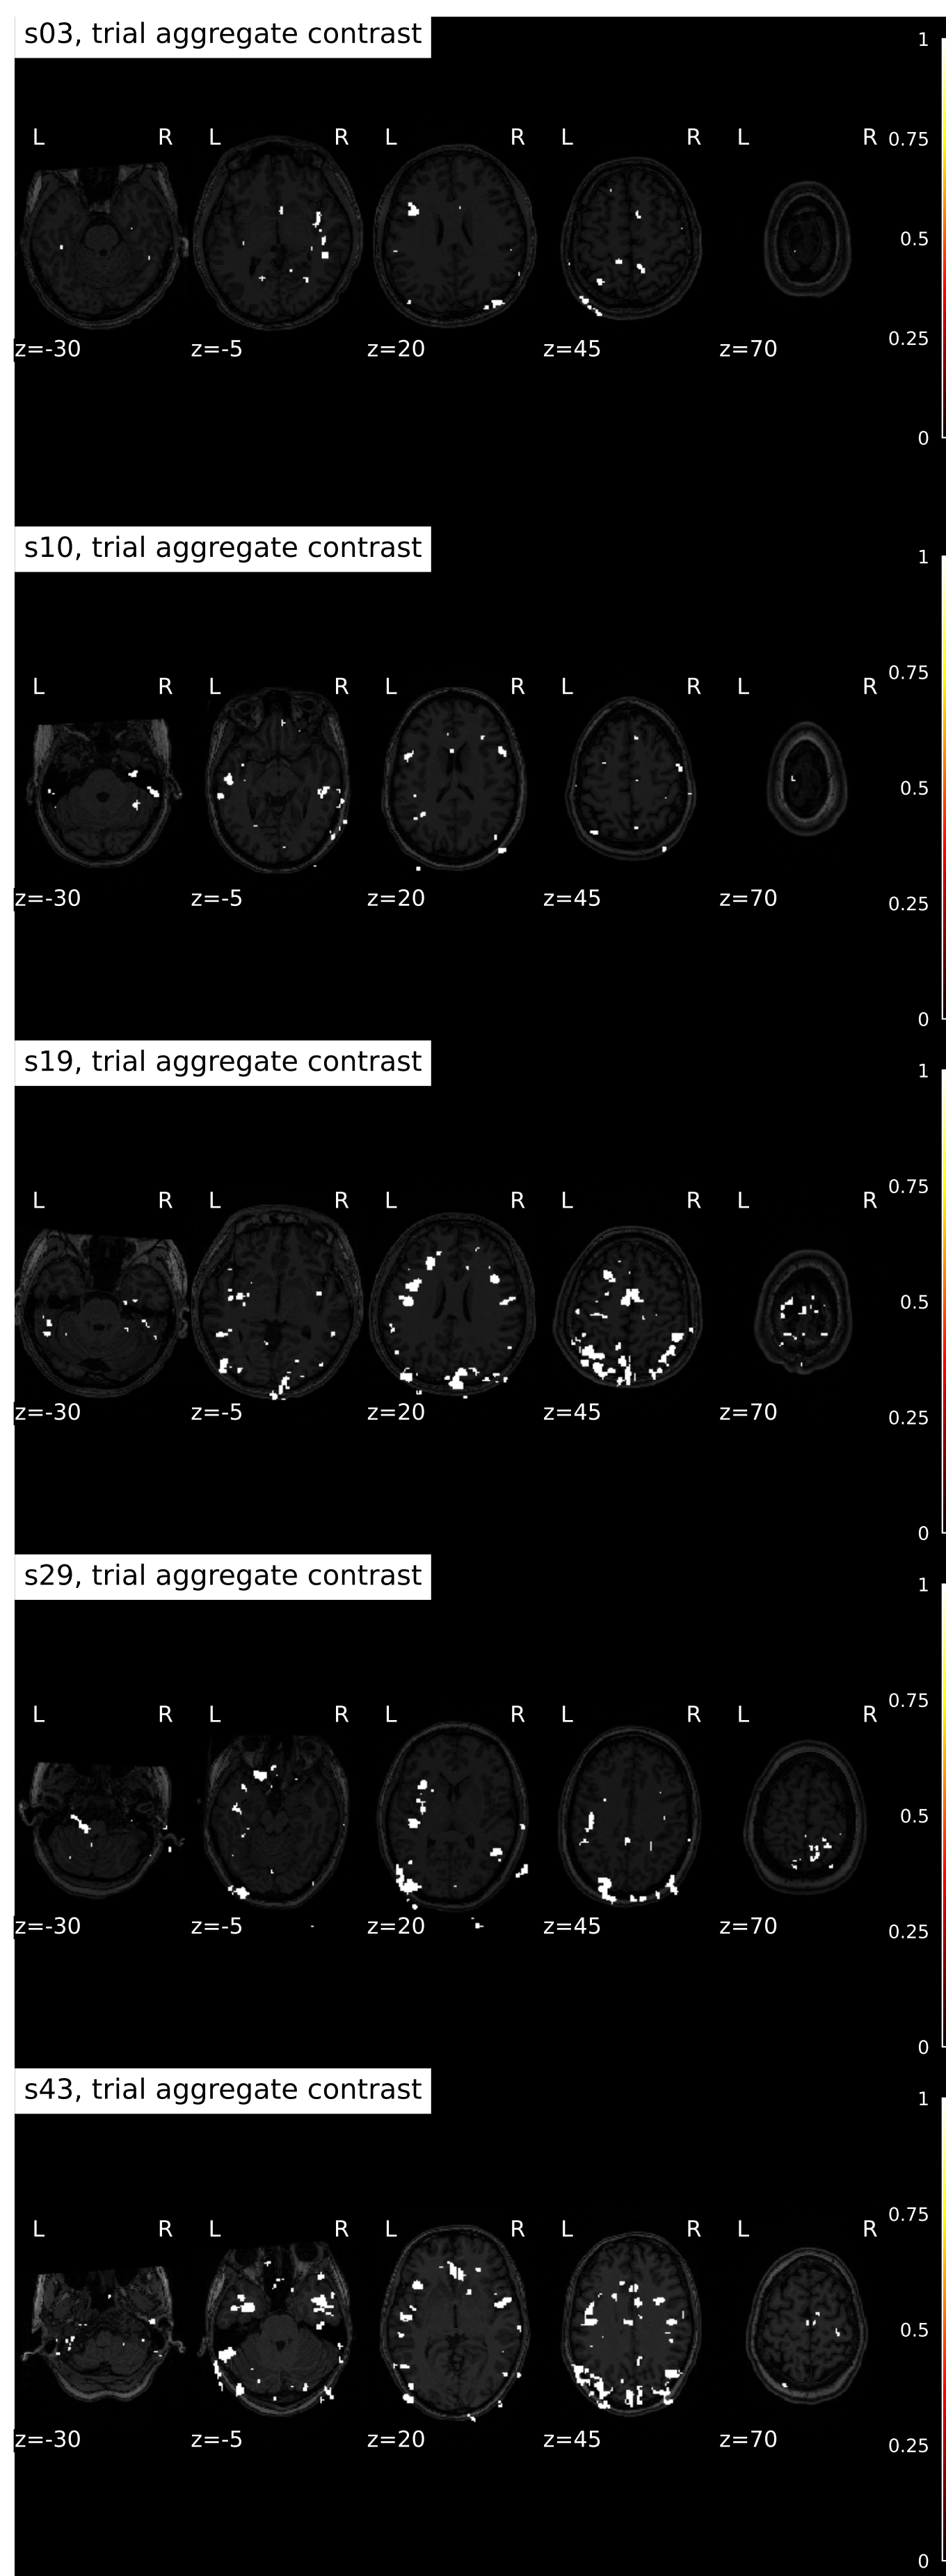 s03, trial aggregate contrast
1
L R L R L R L R L R 0.75
0.5
0.25
z=-30 z=-5 z=20 z=45 z=70
0
s10, trial aggregate contrast
1
0.75
L R L R L R L R L R
0.5
z=-30 z=-5 z=20 z=45 z=70 0.25
0
s19, trial aggregate contrast
1
0.75
L R L R L R L R L R
0.5
z=-30 z=-5 z=20 z=45 z=70 0.25
0
s29, trial aggregate contrast
1
0.75
L R L R L R L R L R
0.5
z=-30 z=-5 z=20 z=45 z=70 0.25
0
s43, trial aggregate contrast
1
0.75
L R L R L R L R L R
0.5
z=-30 z=-5 z=20 z=45 z=70 0.25
0